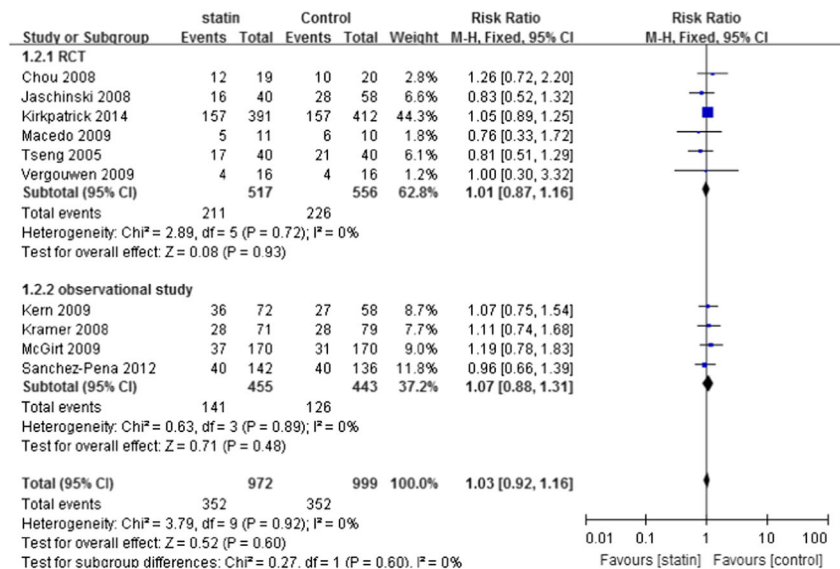 statin Control Risk Ratio Risk Ratio
Study or Subgroup Events Total Events Total Weight M-H, Fixed, 95% CI M-H, Fixed, 95% CI
1.2.1 RCT
Chou 2008 12 19 10 20 2.8% 1.26 [0.72, 2.20]
Jaschinski 2008 16 40 28 58 6.6% 0.83 [0.52, 1.32]
Kirkpatrick 2014 157 391 157 412 44.3% 1.05 [0.89, 1.25]
Macedo 2009 5 11 6 10 1.8% 0.76 [0.33, 1.72]
Tseng 2005 17 40 21 40 6.1% 0.81 [0.51, 1.29]
Vergouwen 2009 4 16 4 16 1.2% 1.00 [0.30, 3.32]
Subtotal (95% CI) 517 556 62.8% 1.01 [0.87, 1.16]
Total events 211 226
Heterogeneity: Chi² = 2.89, df = 5 (P = 0.72); I² = 0%
Test for overall effect: Z = 0.08 (P = 0.93)
1.2.2 observational study
Kern 2009 36 72 27 58 8.7% 1.07 [0.75, 1.54]
Kramer 2008 28 71 28 79 7.7% 1.11 [0.74, 1.68]
McGirt 2009 37 170 31 170 9.0% 1.19 [0.78, 1.83]
Sanchez-Pena 2012 40 142 40 136 11.8% 0.96 [0.66, 1.39]
Subtotal (95% CI) 455 443 37.2% 1.07 [0.88, 1.31]
Total events 141 126
Heterogeneity: Chi² = 0.63, df = 3 (P = 0.89); I² = 0%
Test for overall effect: Z = 0.71 (P = 0.48)
Total (95% CI) 972 999 100.0% 1.03 [0.92, 1.16]
Total events 352 352
Heterogeneity: Chi² = 3.79, df = 9 (P = 0.92); I² = 0%
Test for overall effect: Z = 0.52 (P = 0.60)
Test for subgroup differences: Chi² = 0.27, df = 1 (P = 0.60), I² = 0%
0.01 0.1 1 10 100
Favours [statin] Favours [control]